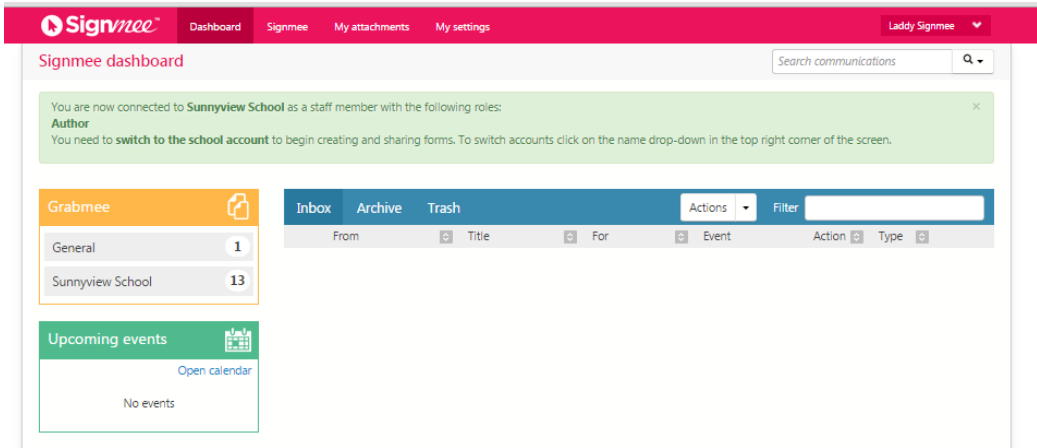 Signmee™ Dashboard Signmee My attachments My settings Laddy Signmee
Signmee dashboard Search communications
You are now connected to Sunnyview School as a staff member with the following roles: ×
Author
You need to switch to the school account to begin creating and sharing forms. To switch accounts click on the name drop-down in the top right corner of the screen.
Grabmee
General 1
Sunnyview School 13
Upcoming events
Open calendar
No events
Inbox Archive Trash Actions Filter
From Title For Event Action Type